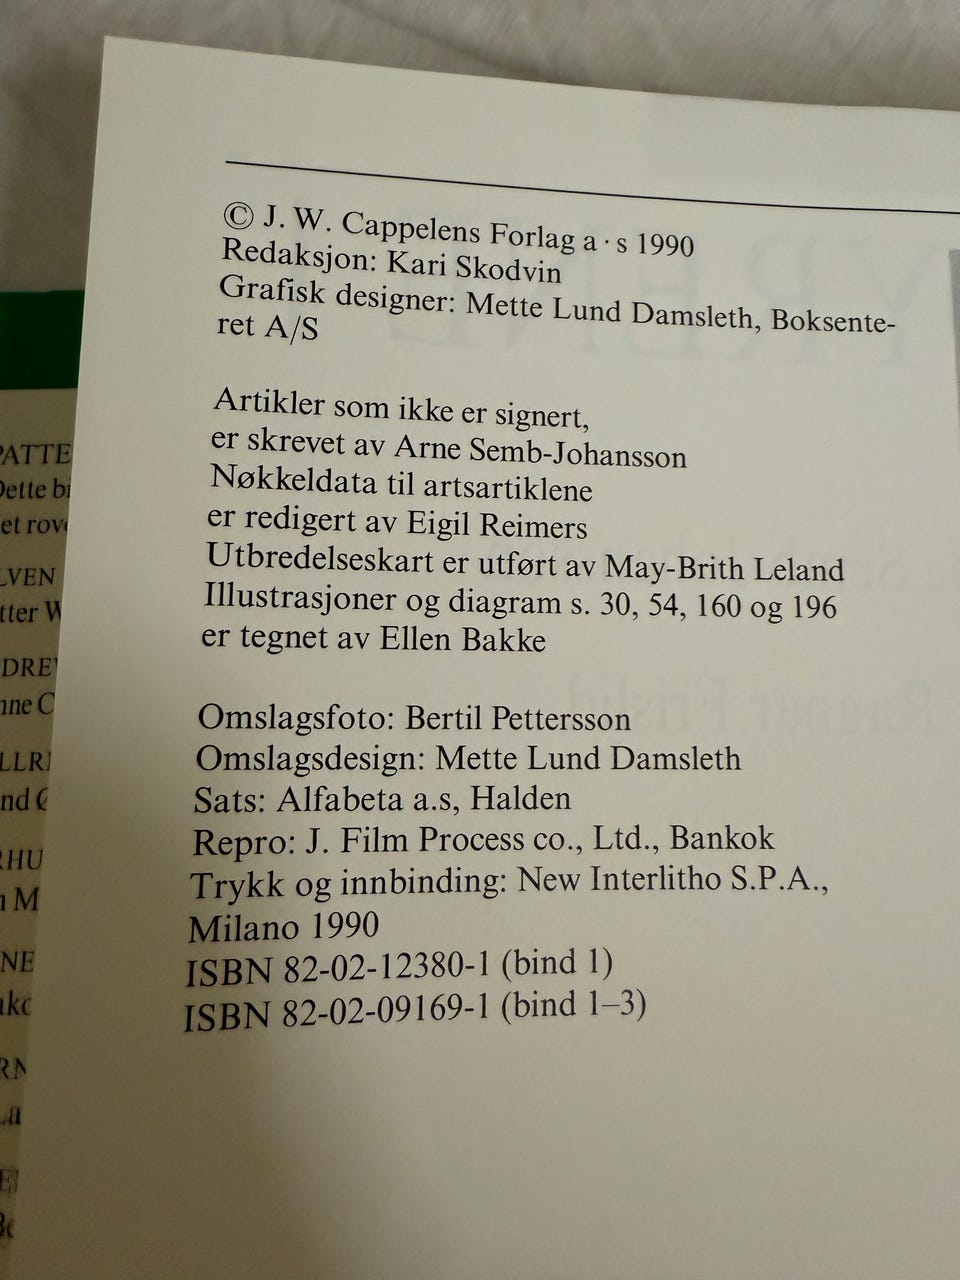 © J. W. Cappelens Forlag a·s 1990
Redaksjon: Kari Skodvin
Grafisk designer: Mette Lund Damsleth, Boksente-
ret A/S
Artikler som ikke er signert,
er skrevet av Arne Semb-Johansson
Nøkkeldata til artsartiklene
er redigert av Eigil Reimers
Utbredelseskart er utført av May-Brith Leland
Illustrasjoner og diagram s. 30, 54, 160 og 196
er tegnet av Ellen Bakke
Omslagsfoto: Bertil Pettersson
Omslagsdesign: Mette Lund Damsleth
Sats: Alfabeta a.s, Halden
Repro: J. Film Process co., Ltd., Bankok
Trykk og innbinding: New Interlitho S.P.A.,
Milano 1990
ISBN 82-02-12380-1 (bind 1)
ISBN 82-02-09169-1 (bind 1–3)